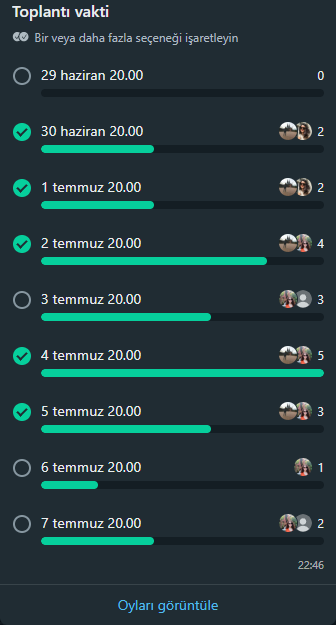 Toplantı vakti
Bir veya daha fazla seçeneği işaretleyin
29 haziran 20.00 0
30 haziran 20.00 2
1 temmuz 20.00 2
2 temmuz 20.00 4
3 temmuz 20.00 3
4 temmuz 20.00 5
5 temmuz 20.00 3
6 temmuz 20.00 1
7 temmuz 20.00 2
22:46
Oyları görüntüle